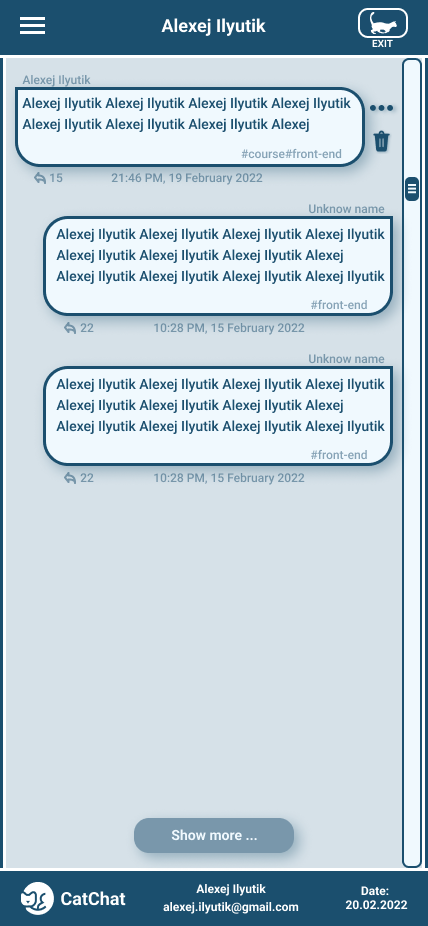 Alexej Ilyutik
EXIT
Alexej Ilyutik
Alexej Ilyutik Alexej Ilyutik Alexej Ilyutik Alexej Ilyutik
Alexej Ilyutik Alexej Ilyutik Alexej Ilyutik Alexej
#course#front-end
15 21:46 PM, 19 February 2022
Unknow name
Alexej Ilyutik Alexej Ilyutik Alexej Ilyutik Alexej Ilyutik
Alexej Ilyutik Alexej Ilyutik Alexej Ilyutik Alexej
Alexej Ilyutik Alexej Ilyutik Alexej Ilyutik Alexej Ilyutik
#front-end
22 10:28 PM, 15 February 2022
Unknow name
Alexej Ilyutik Alexej Ilyutik Alexej Ilyutik Alexej Ilyutik
Alexej Ilyutik Alexej Ilyutik Alexej Ilyutik Alexej
Alexej Ilyutik Alexej Ilyutik Alexej Ilyutik Alexej Ilyutik
#front-end
22 10:28 PM, 15 February 2022
Show more ...
CatChat
Alexej Ilyutik
alexej.ilyutik@gmail.com
Date:
20.02.2022